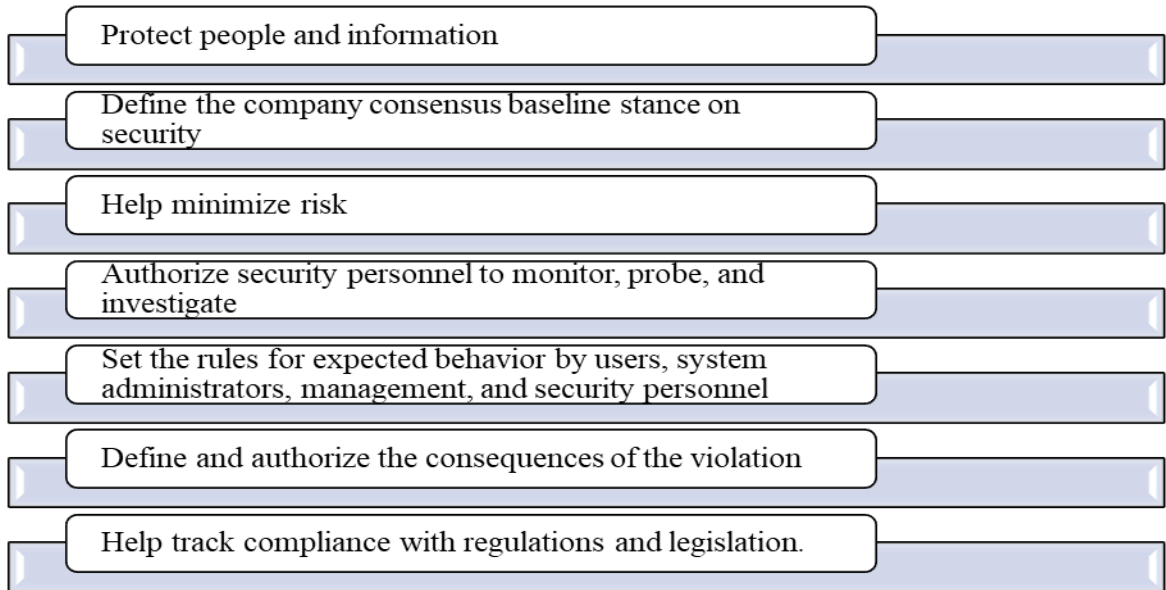 Protect people and information
Define the company consensus baseline stance on
security
Help minimize risk
Authorize security personnel to monitor, probe, and
investigate
Set the rules for expected behavior by users, system
administrators, management, and security personnel
Define and authorize the consequences of the violation
Help track compliance with regulations and legislation.